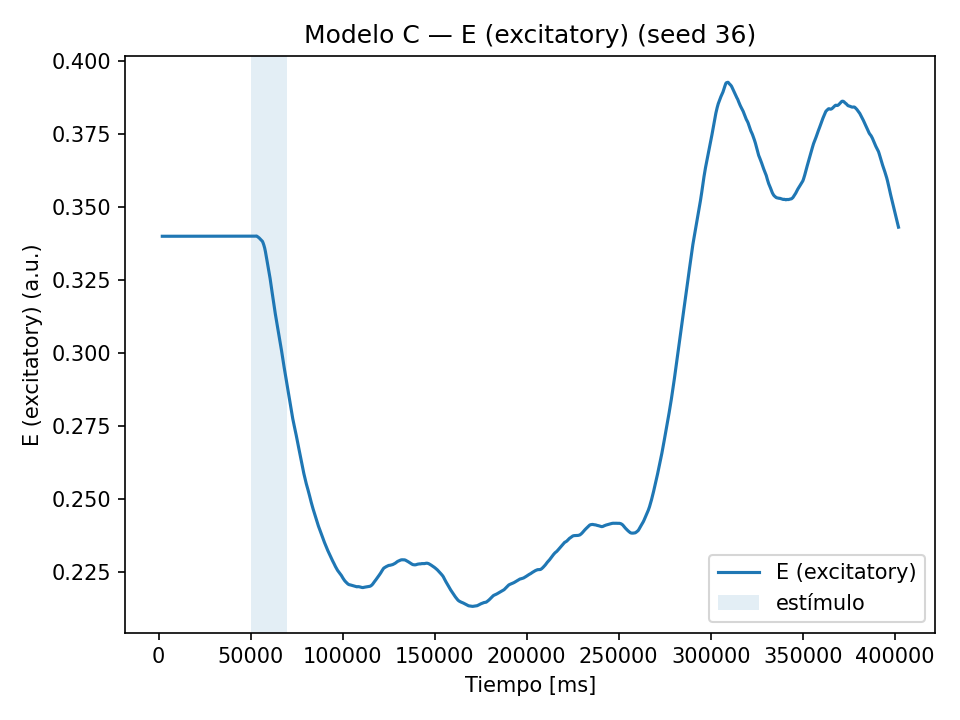 Modelo C — E (excitatory) (seed 36)
E (excitatory) (a.u.)
0.400
0.375
0.350
0.325
0.300
0.275
0.250
0.225
E (excitatory)
estímulo
0 50000 100000 150000 200000 250000 300000 350000 400000
Tiempo [ms]